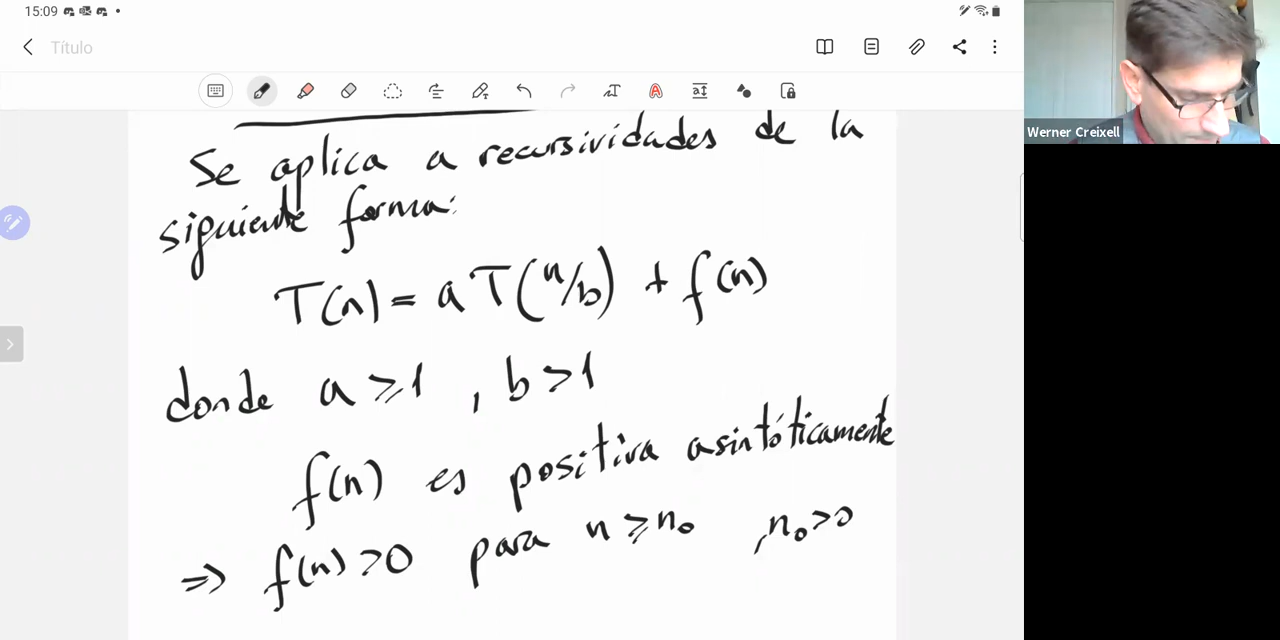 15:09
Título
Werner Creixell
Se aplica a recursividades de la
siguiente forma:
T(n) = a T(n/b) + f(n)
donde a ≥ 1 , b > 1
f(n) es positiva asintóticamente
⇒ f(n) > 0 para n ≥ n₀ , n₀ > 0